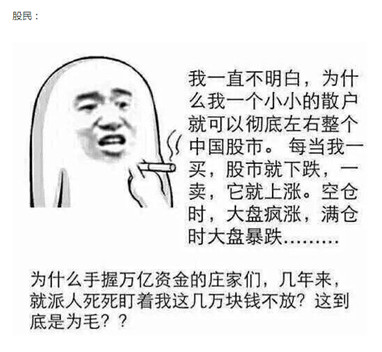 股民：
我一直不明白，为什
么我一个小小的散户
就可以彻底左右整个
中国股市。 每当我一
买，股市就下跌，一
卖，它就上涨。空仓
时，大盘疯涨，满仓
时大盘暴跌………
为什么手握万亿资金的庄家们，几年来，
就派人死死盯着我这几万块钱不放？这到
底是为毛？？